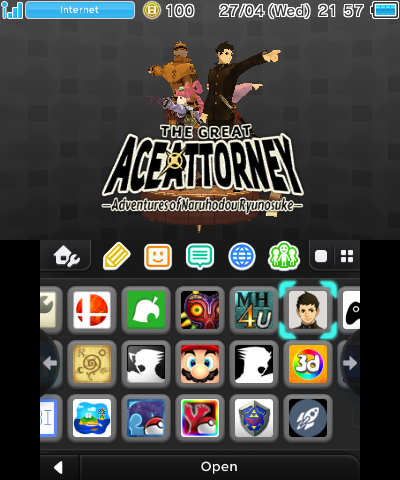 Internet
100
27/04 (Wed) 21 57
THE GREAT
ACE ATTORNEY
–Adventures of Naruhodou Ryunosuke–
MH
4U
3d
BI
Open